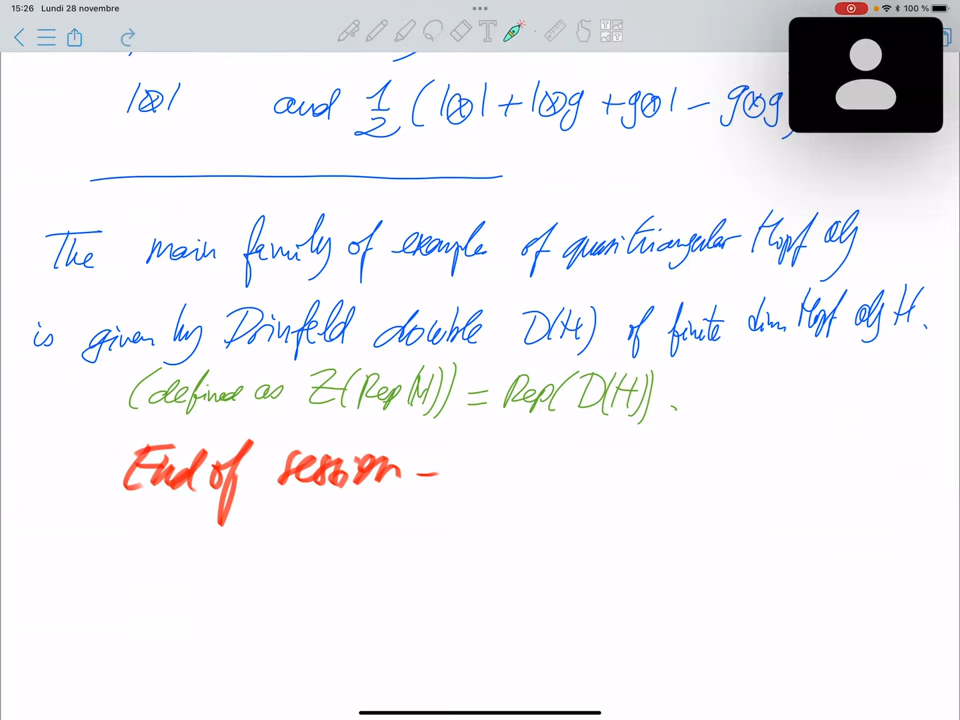 15:26 Lundi 28 novembre
100 %
1⊗1 and 1/2 (1⊗1 + 1⊗g + g⊗1 - g⊗g)
The main family of example of quasitriangular Hopf alg
is given by Drinfeld double D(H) of finite dim. Hopf alg H.
(defined as Z(Rep(H)) = Rep(D(H)).
End of session -